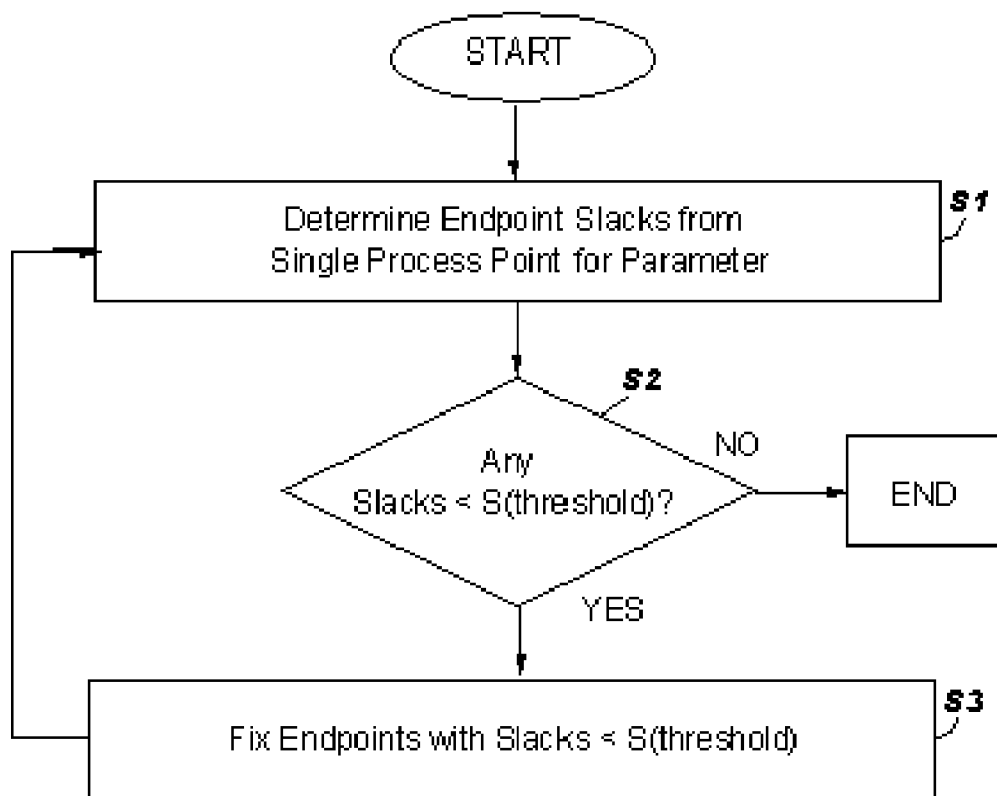 START
Determine Endpoint Slacks from
Single Process Point for Parameter
S1
S2
Any
Slacks < S(threshold)?
NO
END
YES
Fix Endpoints with Slacks < S(threshold)
S3